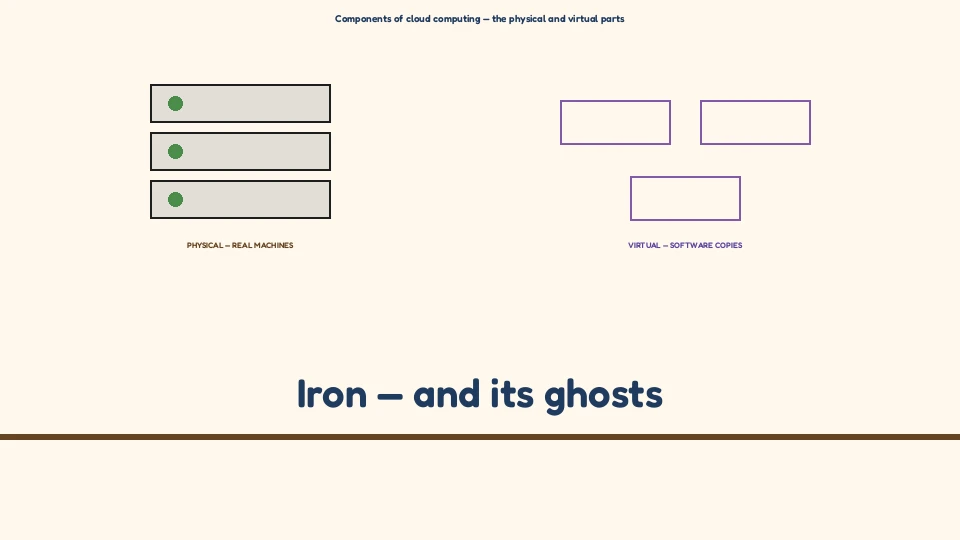 Components of cloud computing — the physical and virtual parts
PHYSICAL — REAL MACHINES
VIRTUAL — SOFTWARE COPIES
Iron — and its ghosts